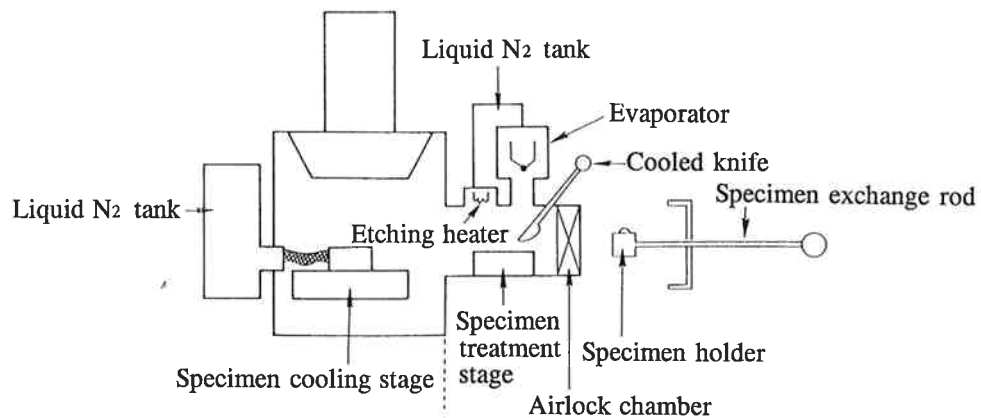 Liquid N2 tank
Evaporator
Cooled knife
Specimen exchange rod
Liquid N2 tank
Etching heater
Specimen cooling stage
Specimen
treatment
stage
Specimen holder
Airlock chamber